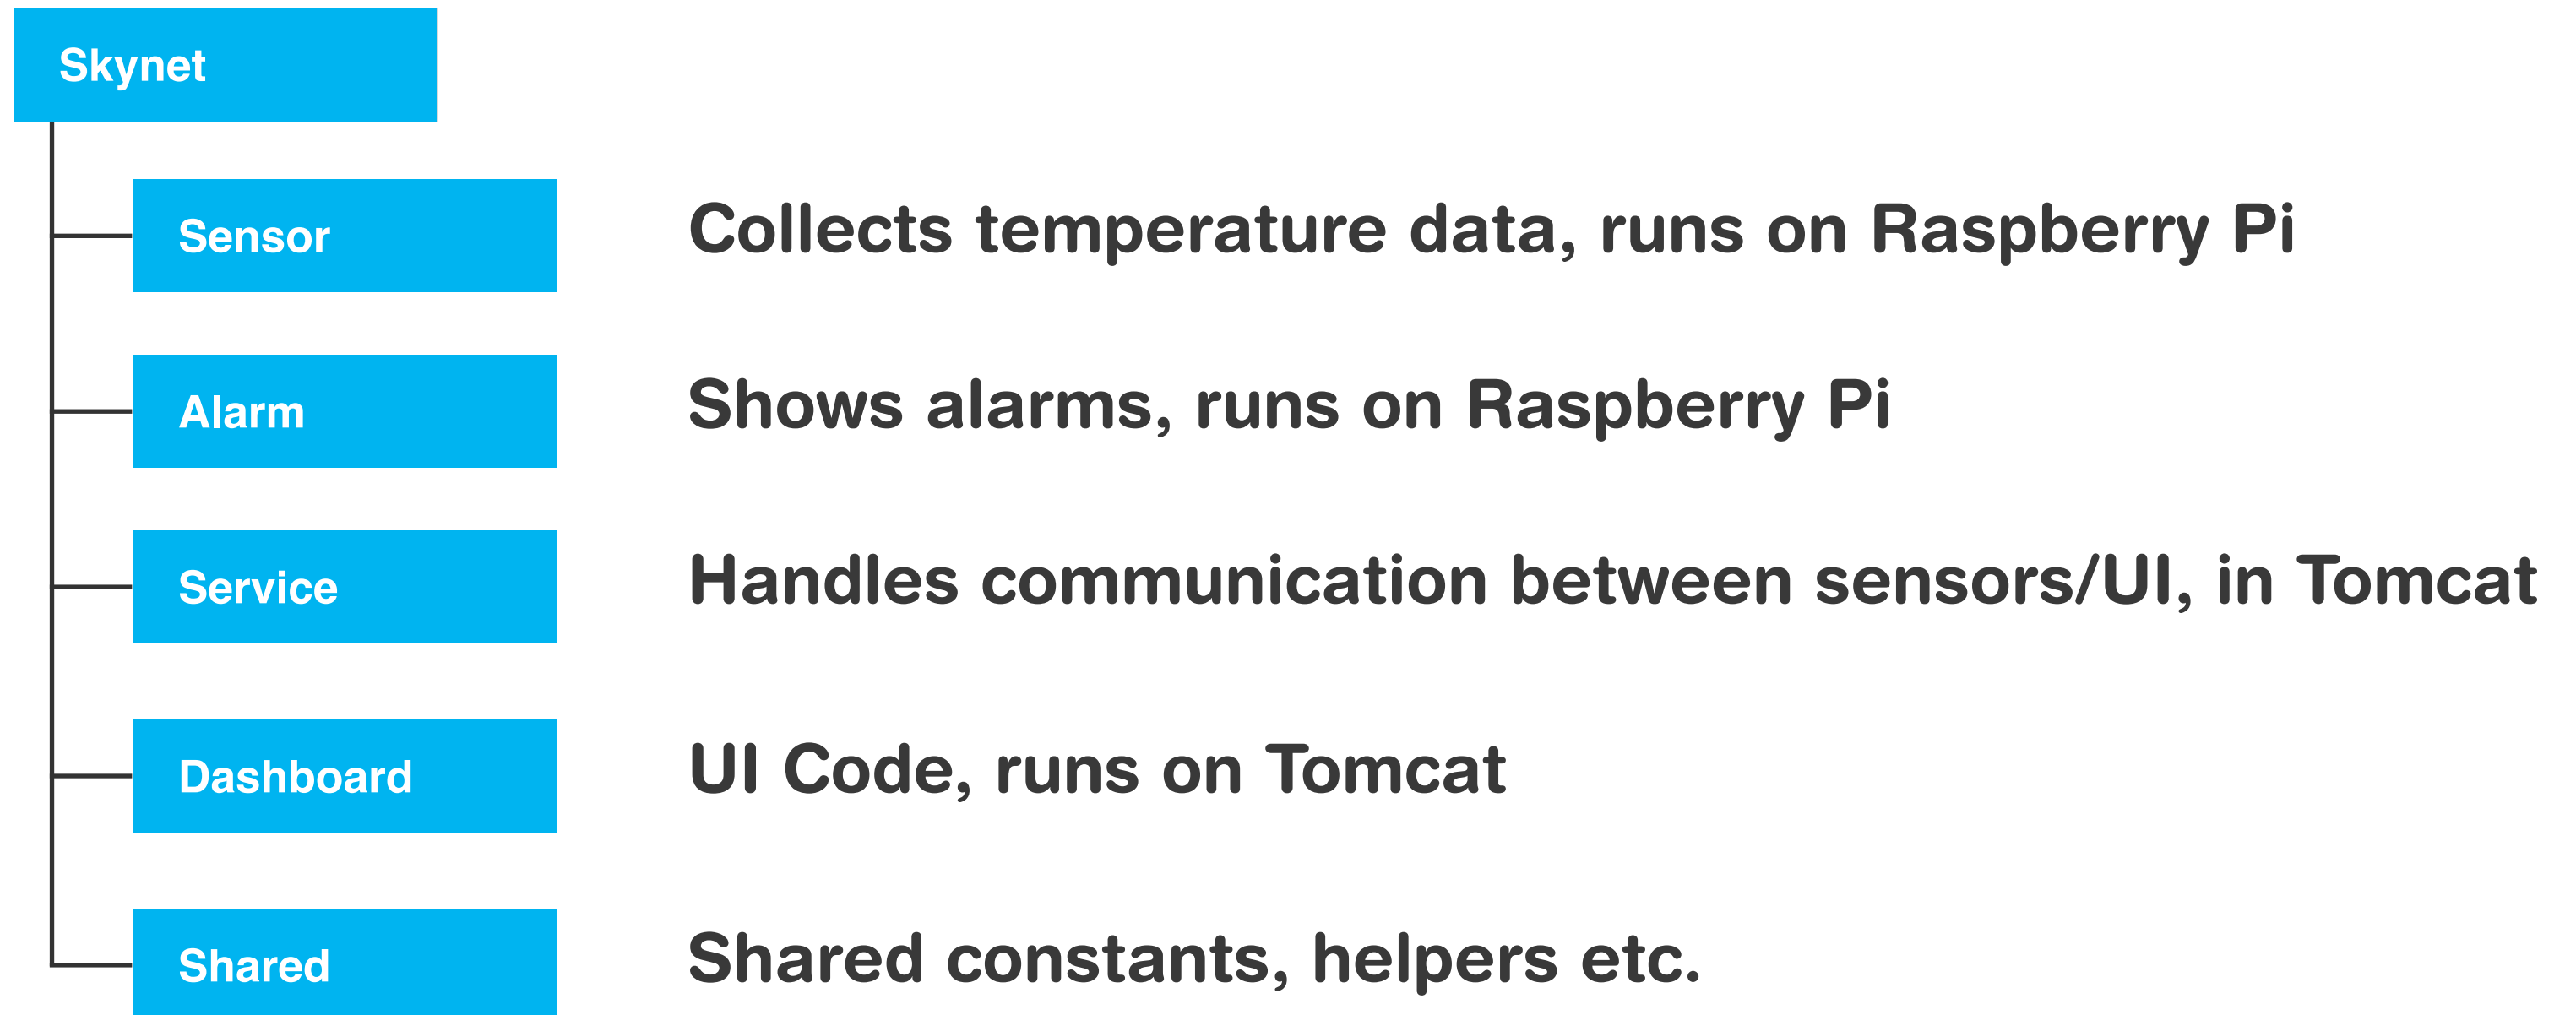 Skynet
Sensor
Collects temperature data, runs on Raspberry Pi
Alarm
Shows alarms, runs on Raspberry Pi
Service
Handles communication between sensors/UI, in Tomcat
Dashboard
UI Code, runs on Tomcat
Shared
Shared constants, helpers etc.